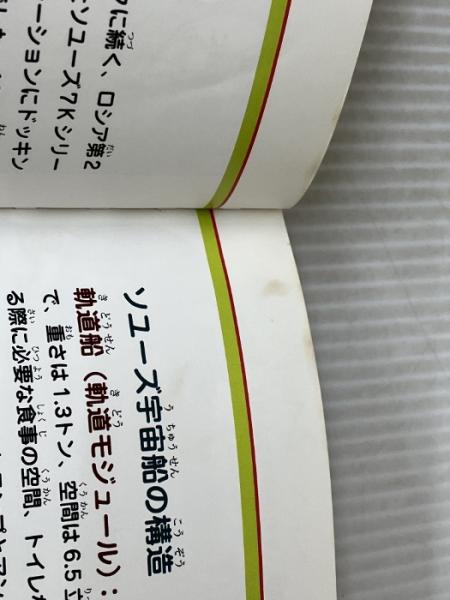 クに続く、ロシア第2
ソユーズ7Kシリー
ーションにドッキン
ソユーズ宇宙船の構造
軌道船（軌道モジュール）：
で、重さは1.3トン、空間は6.5立
る際に必要な食事の空間、トイレ